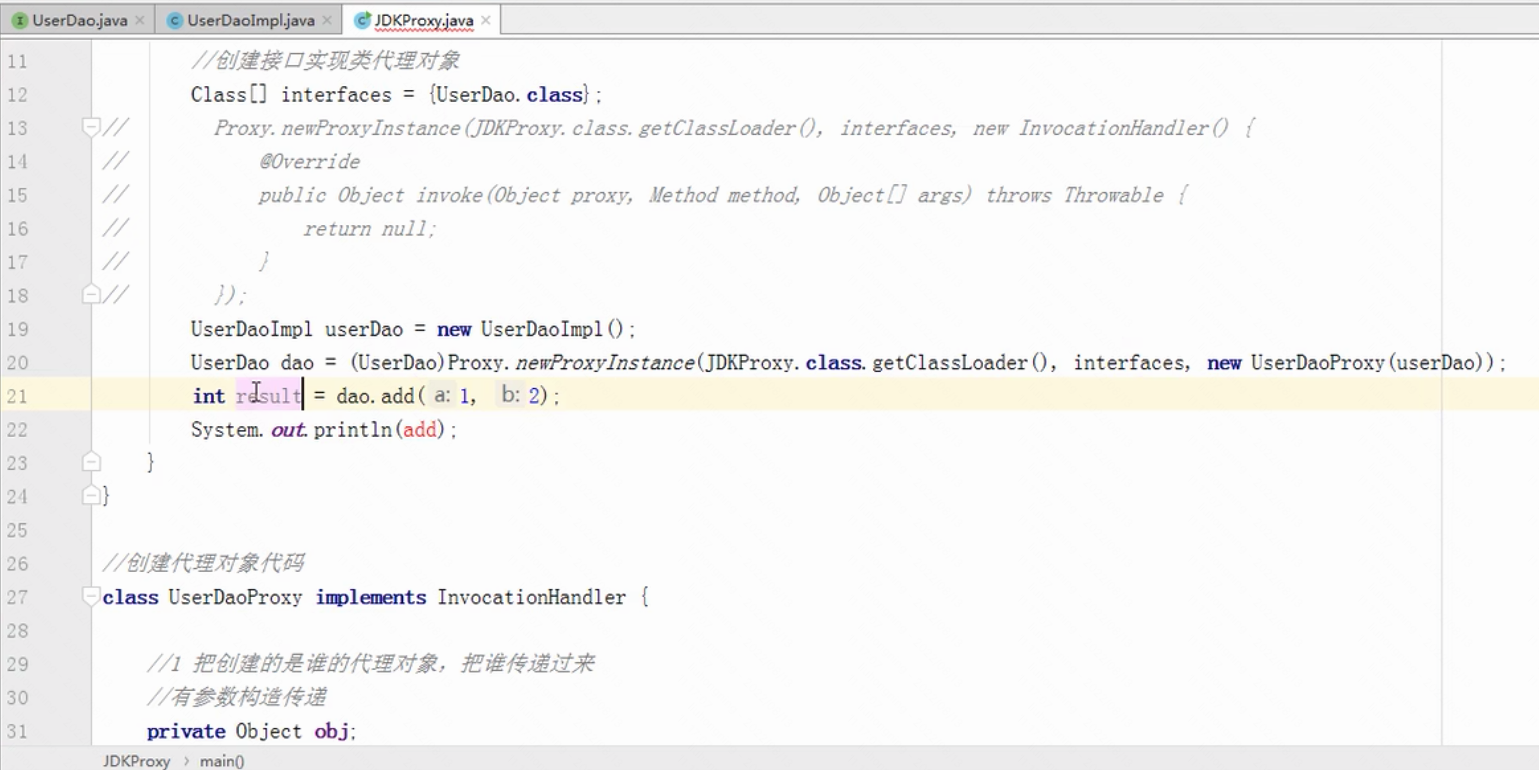 UserDao.java UserDaoImpl.java JDKProxy.java
11 //创建接口实现类代理对象
12 Class[] interfaces = {UserDao.class};
13 // Proxy.newProxyInstance(JDKProxy.class.getClassLoader(), interfaces, new InvocationHandler() {
14 // @Override
15 // public Object invoke(Object proxy, Method method, Object[] args) throws Throwable {
16 // return null;
17 // }
18 // });
19 UserDaoImpl userDao = new UserDaoImpl();
20 UserDao dao = (UserDao)Proxy.newProxyInstance(JDKProxy.class.getClassLoader(), interfaces, new UserDaoProxy(userDao));
21 int result = dao.add( a: 1, b: 2);
22 System.out.println(add);
23 }
24 }
25
26 //创建代理对象代码
27 class UserDaoProxy implements InvocationHandler {
28
29 //1 把创建的是谁的代理对象，把谁传递过来
30 //有参数构造传递
31 private Object obj;
JDKProxy › main()